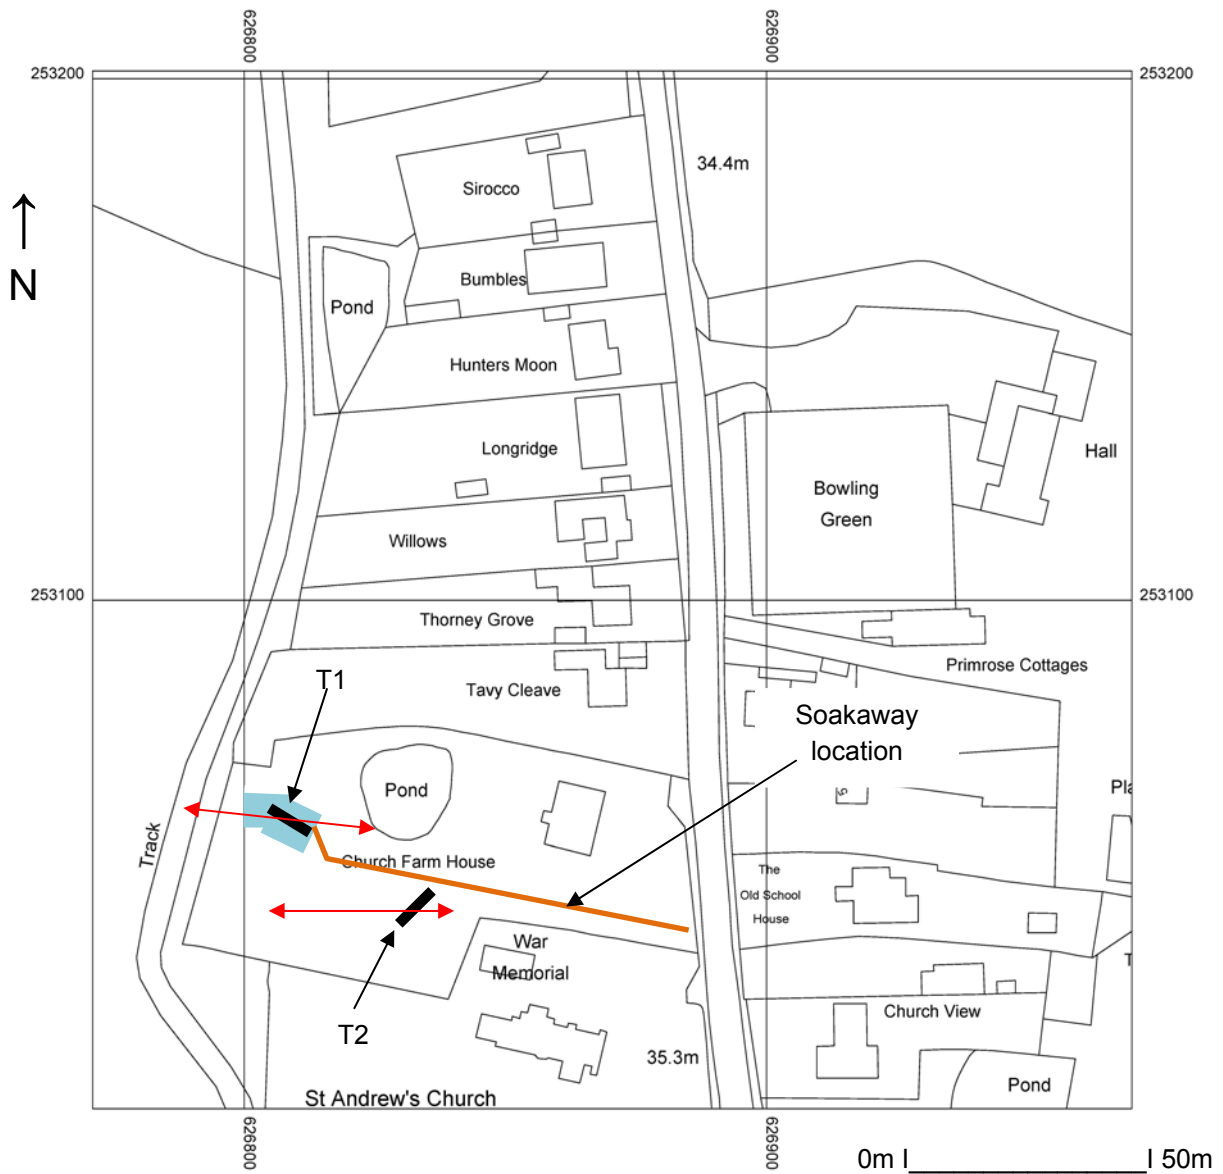 626800
626900
253200
253200
34.4m
Sirocco
N
Bumbles
Pond
Hunters Moon
Longridge
Hall
Bowling
Green
Willows
253100
253100
Thorney Grove
Primrose Cottages
T1
Tavy Cleave
Soakaway
location
Pond
Track
Church Farm House
The
Old School
House
War
Memorial
T2
Church View
35.3m
Pond
St Andrew's Church
626800
626900
0m I I 50m